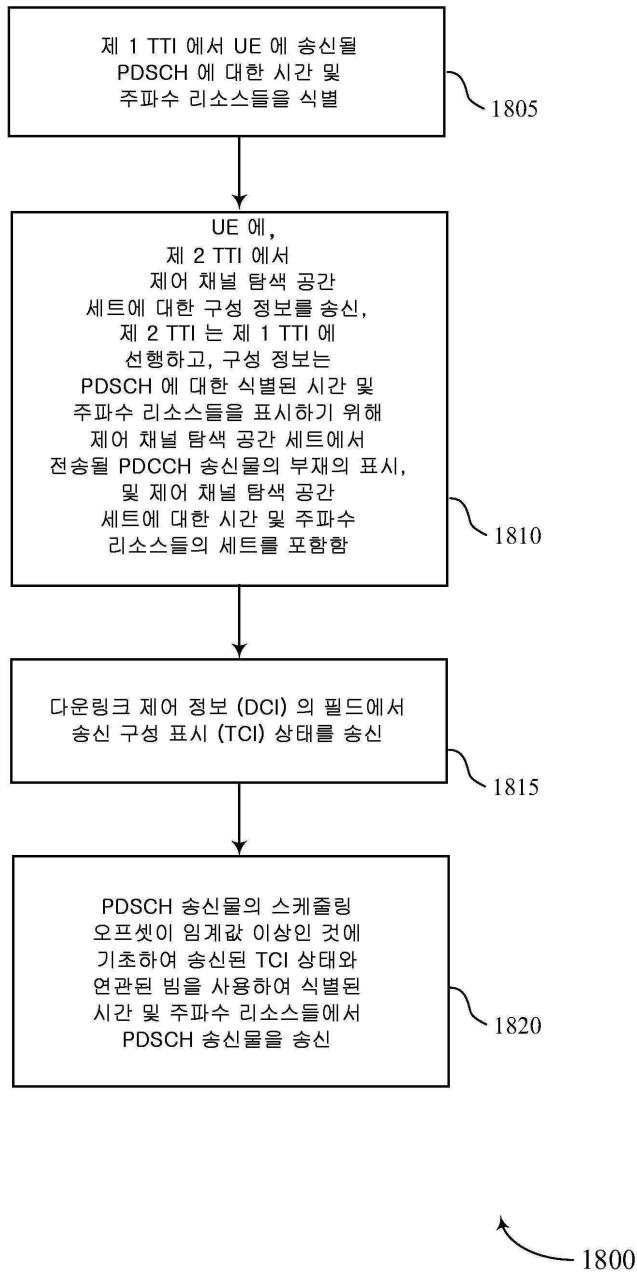 제 1 TTI 에서 UE 에 송신될
PDSCH 에 대한 시간 및
주파수 리소스들을 식별
1805
UE 에,
제 2 TTI 에서
제어 채널 탐색 공간
세트에 대한 구성 정보를 송신,
제 2 TTI 는 제 1 TTI 에
선행하고, 구성 정보는
PDSCH 에 대한 식별된 시간 및
주파수 리소스들을 표시하기 위해
제어 채널 탐색 공간 세트에서
전송될 PDCCH 송신물의 부재의 표시,
및 제어 채널 탐색 공간
세트에 대한 시간 및 주파수
리소스들의 세트를 포함함
1810
다운링크 제어 정보 (DCI) 의 필드에서
송신 구성 표시 (TCI) 상태를 송신
1815
PDSCH 송신물의 스케줄링
오프셋이 임계값 이상인 것에
기초하여 송신된 TCI 상태와
연관된 빔을 사용하여 식별된
시간 및 주파수 리소스들에서
PDSCH 송신물을 송신
1820
1800